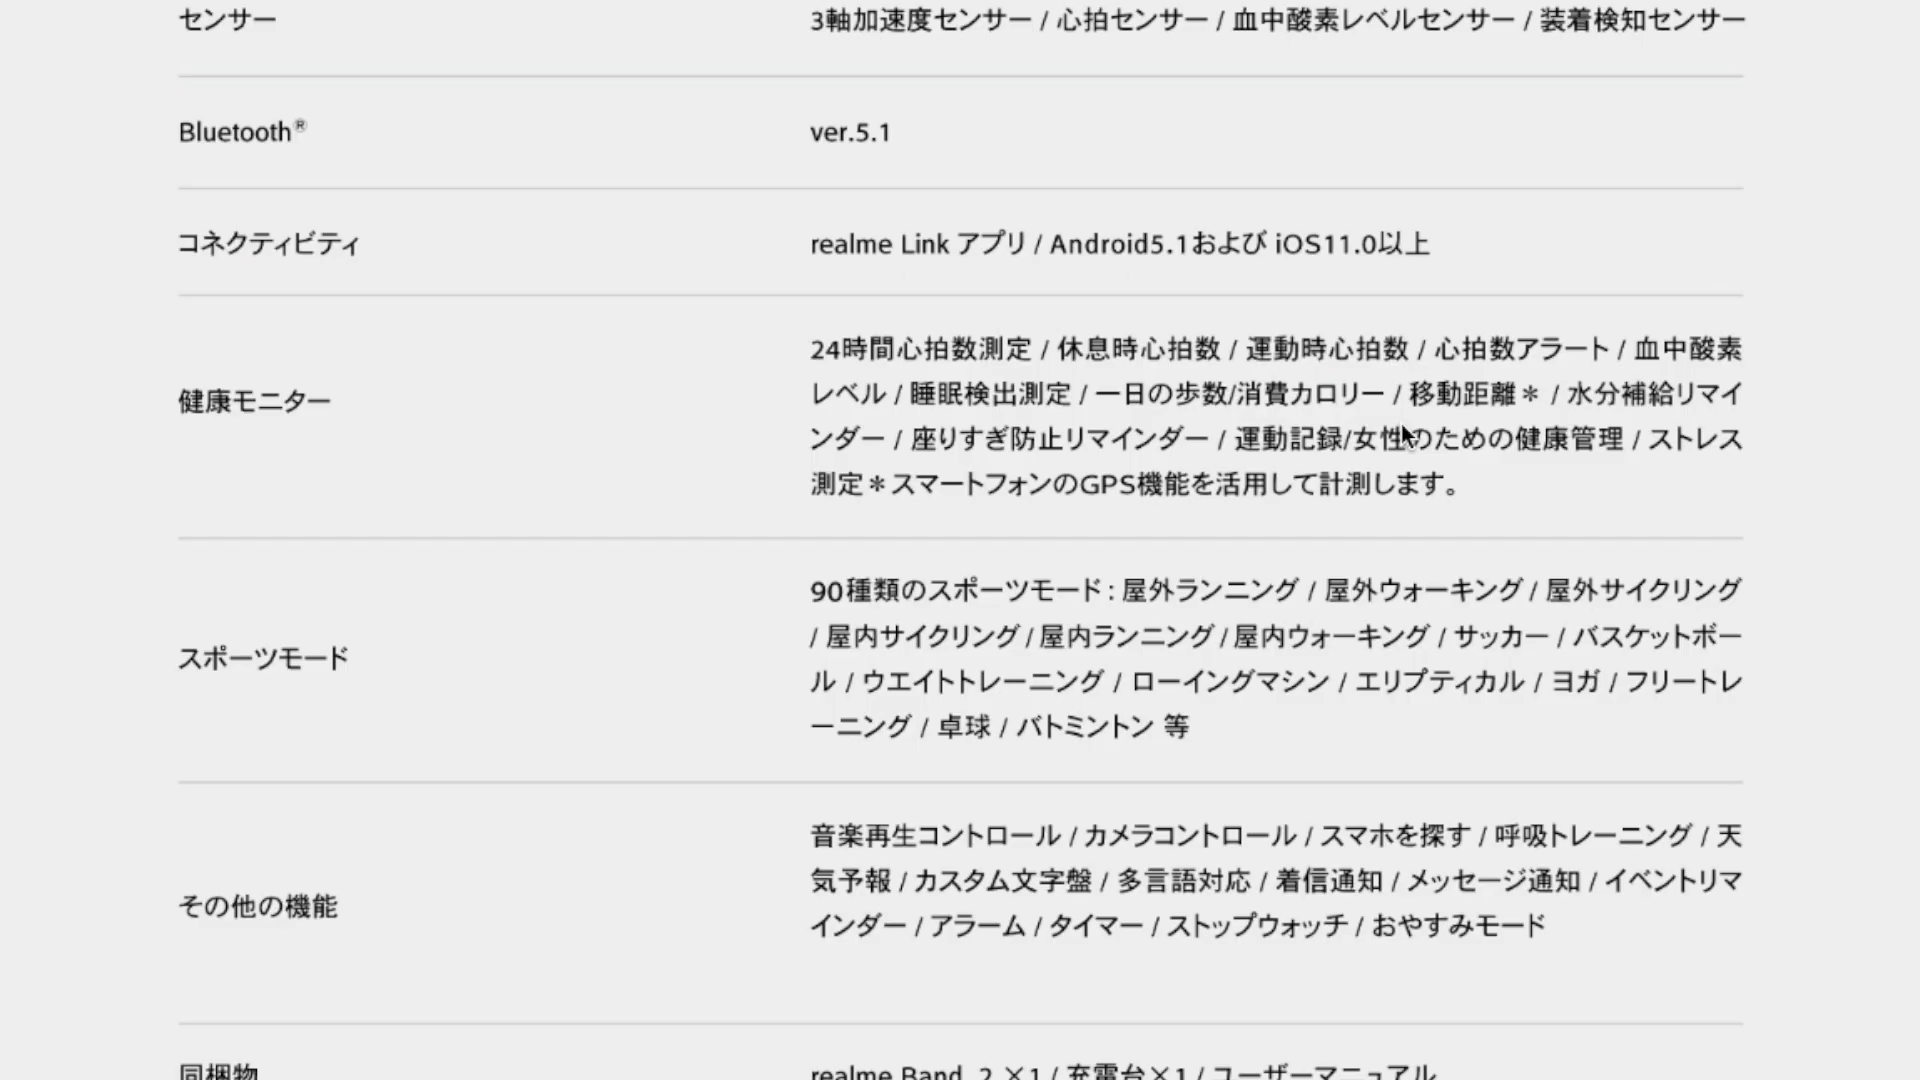 センサー 3軸加速度センサー / 心拍センサー / 血中酸素レベルセンサー / 装着検知センサー
Bluetooth® ver.5.1
コネクティビティ realme Link アプリ / Android5.1および iOS11.0以上
健康モニター
24時間心拍数測定 / 休息時心拍数 / 運動時心拍数 / 心拍数アラート / 血中酸素
レベル / 睡眠検出測定 / 一日の歩数/消費カロリー / 移動距離＊ / 水分補給リマイ
ンダー / 座りすぎ防止リマインダー / 運動記録/女性のための健康管理 / ストレス
測定＊スマートフォンのGPS機能を活用して計測します。
スポーツモード
90種類のスポーツモード : 屋外ランニング / 屋外ウォーキング / 屋外サイクリング
/ 屋内サイクリング / 屋内ランニング / 屋内ウォーキング / サッカー / バスケットボー
ル / ウエイトトレーニング / ローイングマシン / エリプティカル / ヨガ / フリートレ
ーニング / 卓球 / バトミントン 等
その他の機能
音楽再生コントロール / カメラコントロール / スマホを探す / 呼吸トレーニング / 天
気予報 / カスタム文字盤 / 多言語対応 / 着信通知 / メッセージ通知 / イベントリマ
インダー / アラーム / タイマー / ストップウォッチ / おやすみモード
同梱物 realme Band 2 ×1 / 充電台×1 / ユーザーマニュアル